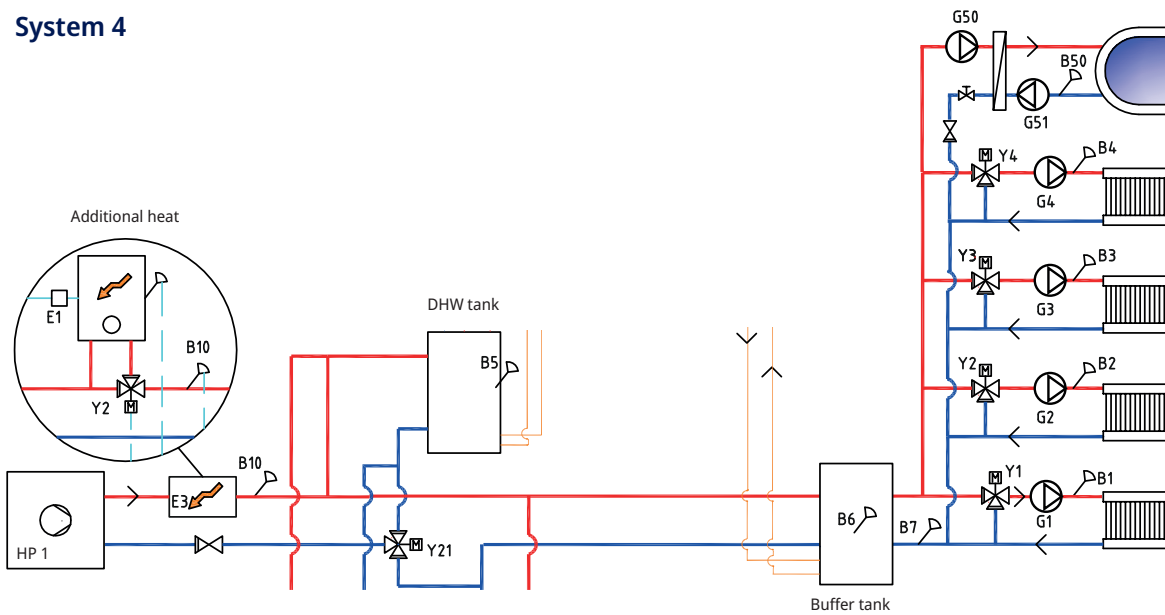 System 4
G50
B50
G51
Y4
B4
G4
Additional heat
Y3
B3
G3
E1
DHW tank
B10
B5
Y2
Y2
M
B2
G2
B10
Y1
B1
E3
B6
B7
G1
HP 1
M
Y21
Buffer tank
M
M
M
M